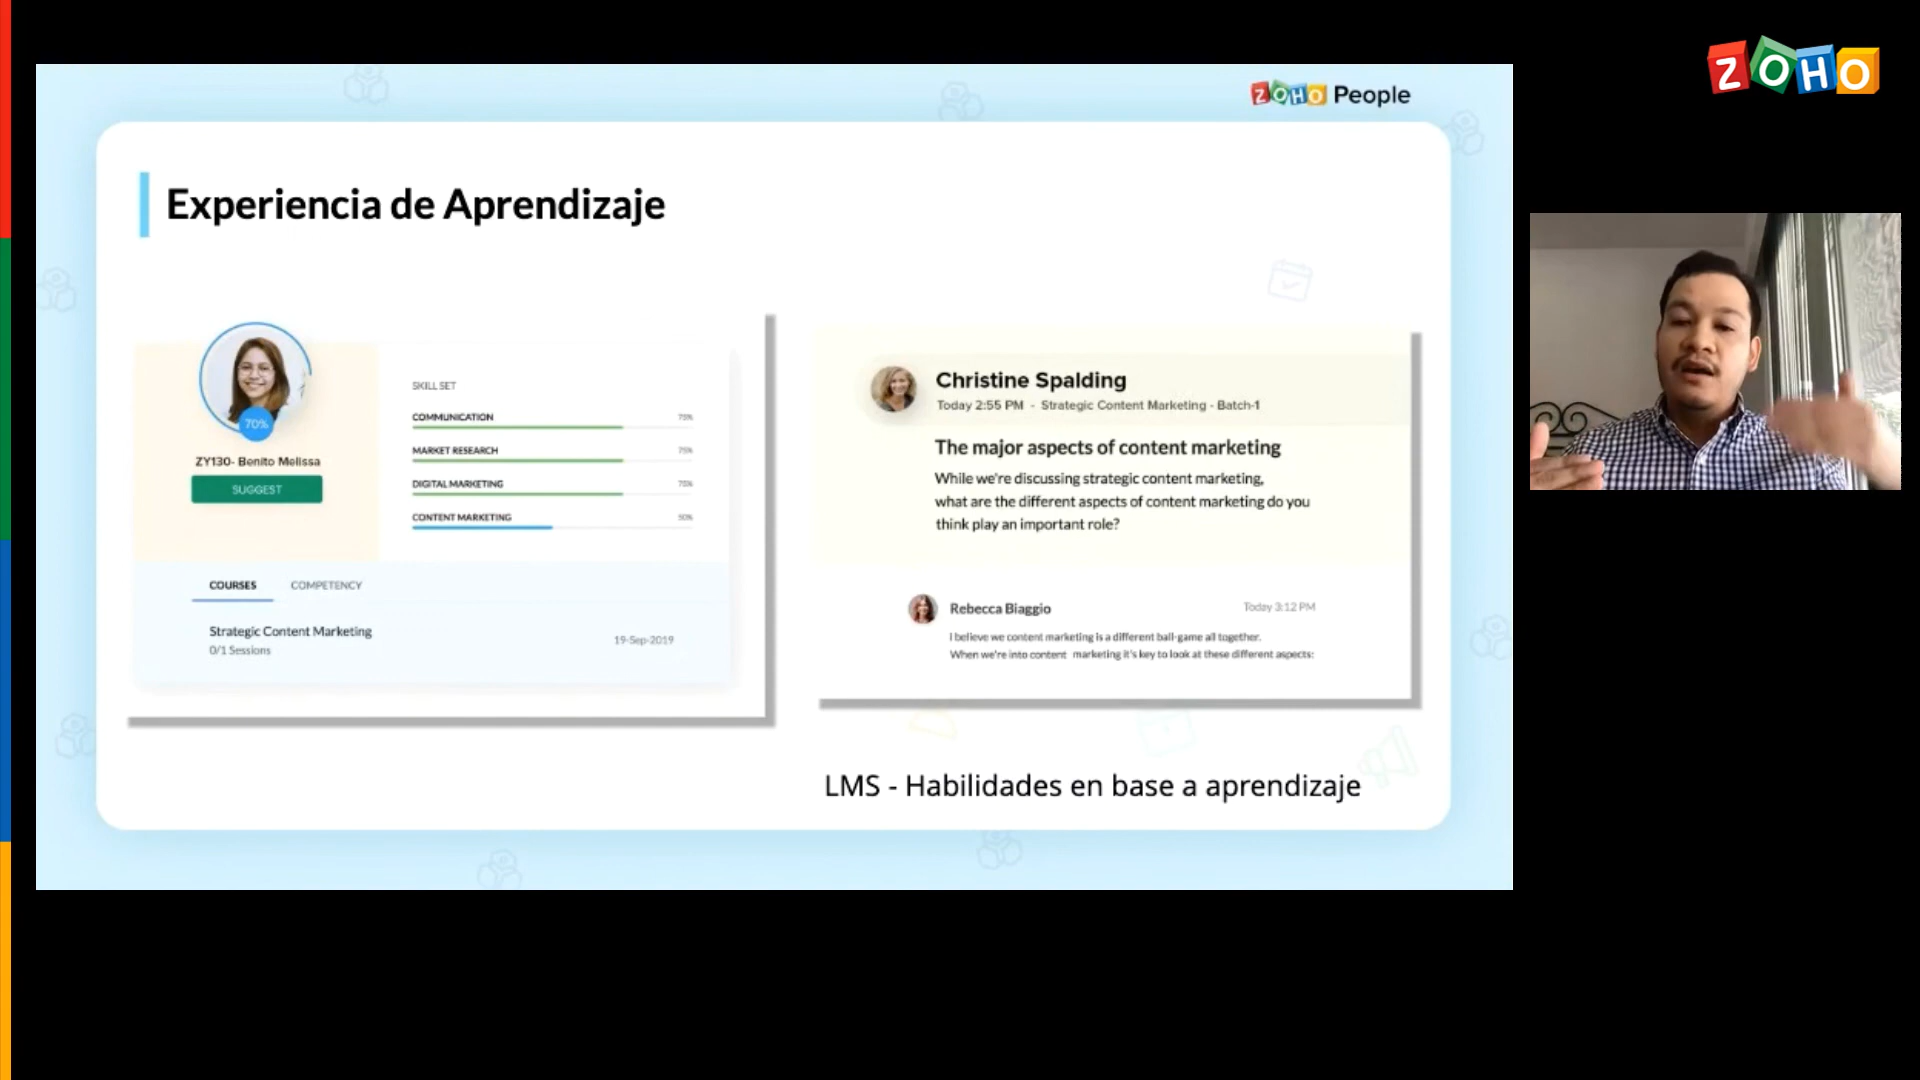 ZOHO
ZOHO People
Experiencia de Aprendizaje
70%
ZY130- Benito Melissa
SUGGEST
SKILL SET
COMMUNICATION 75%
MARKET RESEARCH 75%
DIGITAL MARKETING 75%
CONTENT MARKETING 50%
COURSES COMPETENCY
Strategic Content Marketing
0/1 Sessions
19-Sep-2019
Christine Spalding
Today 2:55 PM - Strategic Content Marketing - Batch-1
The major aspects of content marketing
While we're discussing strategic content marketing,
what are the different aspects of content marketing do you
think play an important role?
Rebecca Biaggio Today 3:12 PM
I believe we content marketing is a different ball-game all together.
When we're into content marketing it's key to look at these different aspects:
LMS - Habilidades en base a aprendizaje